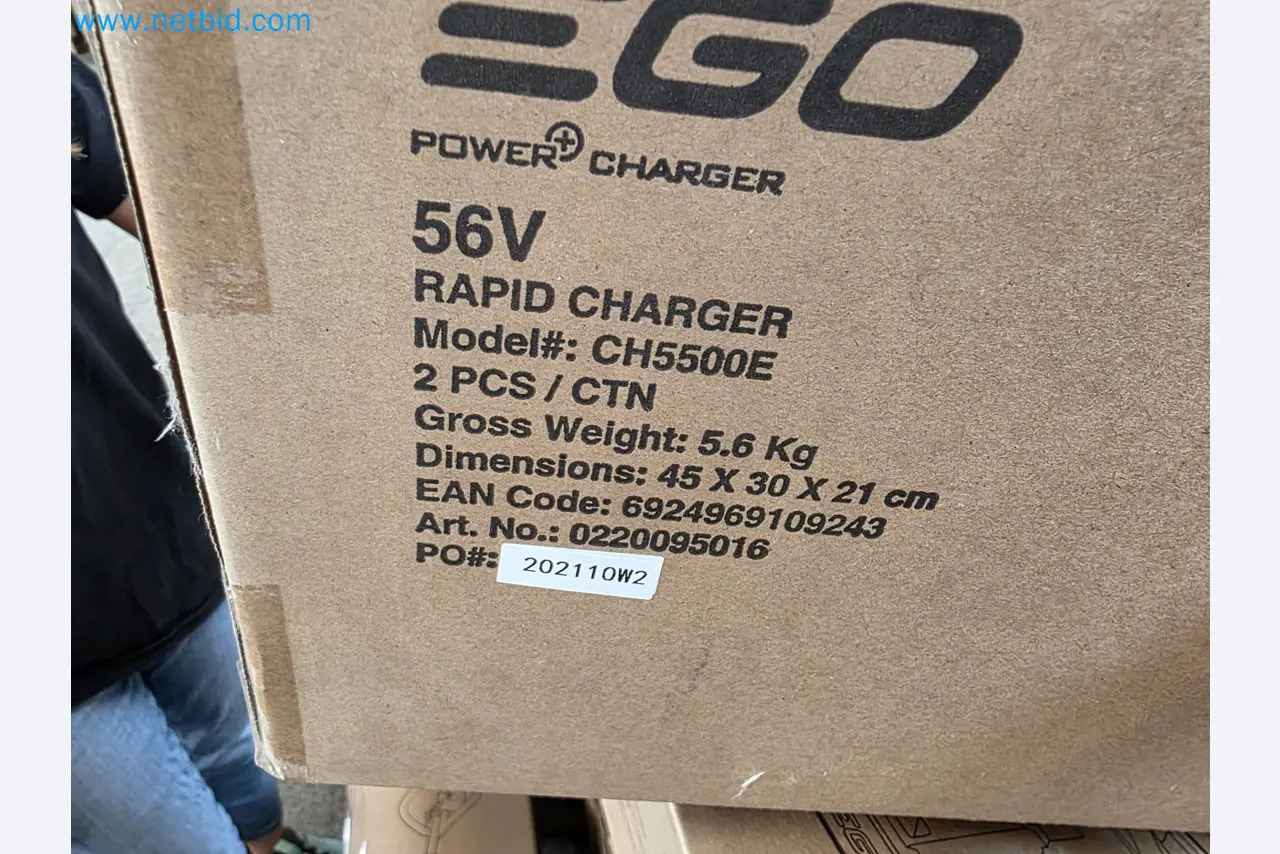 www.netbid.com
EGO
POWER+ CHARGER
56V
RAPID CHARGER
Model#: CH5500E
2 PCS / CTN
Gross Weight: 5.6 Kg
Dimensions: 45 X 30 X 21 cm
EAN Code: 6924969109243
Art. No.: 0220095016
PO#: 202110W2
EG